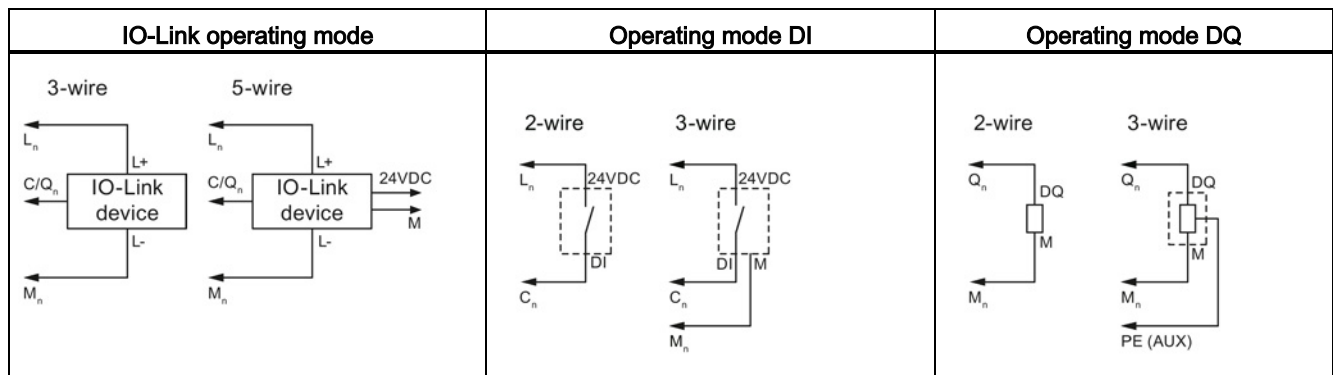 IO-Link operating mode
Operating mode DI
Operating mode DQ
3-wire
5-wire
Lₙ
L+
C/Qₙ
IO-Link
device
L-
Mₙ
Lₙ
L+
C/Qₙ
IO-Link
device
24VDC
M
L-
Mₙ
2-wire
3-wire
Lₙ
24VDC
DI
Cₙ
Lₙ
24VDC
DI
M
Cₙ
Mₙ
2-wire
3-wire
Qₙ
DQ
M
Mₙ
Qₙ
DQ
M
Mₙ
PE (AUX)